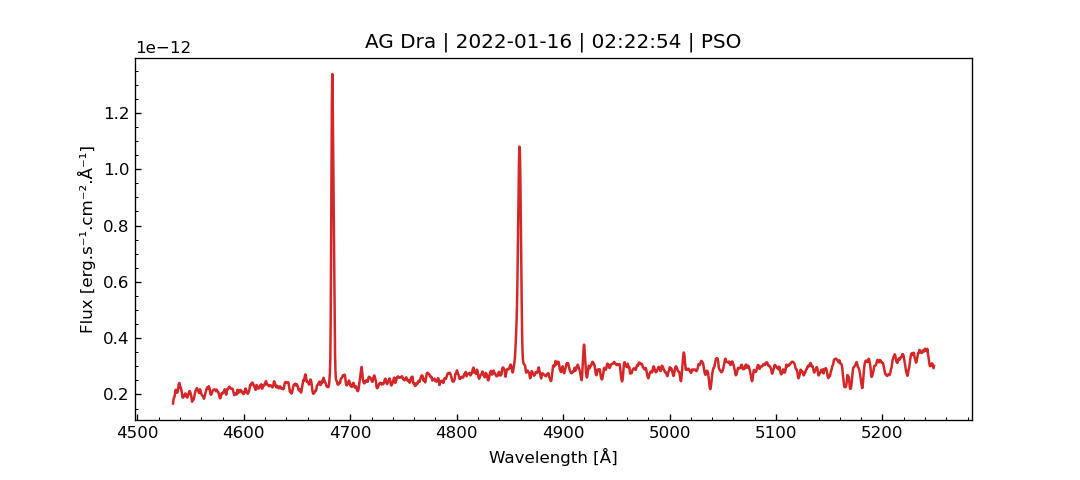 AG Dra | 2022-01-16 | 02:22:54 | PSO
1e−12
1.2
1.0
0.8
0.6
0.4
0.2
Flux [erg.s⁻¹.cm⁻².Å⁻¹]
4500 4600 4700 4800 4900 5000 5100 5200
Wavelength [Å]